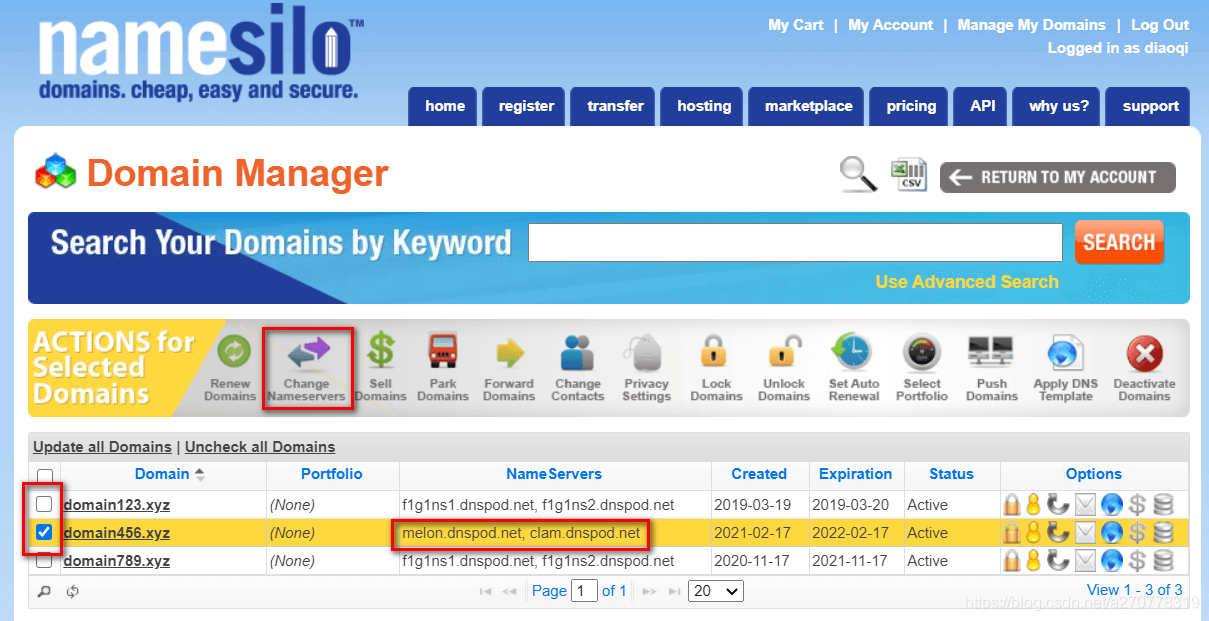 namesilo™
domains. cheap, easy and secure.
My Cart | My Account | Manage My Domains | Log Out
Logged in as diaoqi
home register transfer hosting marketplace pricing API why us? support
Domain Manager
CSV
RETURN TO MY ACCOUNT
Search Your Domains by Keyword
SEARCH
Use Advanced Search
ACTIONS for
Selected
Domains
Renew
Domains
Change
Nameservers
Sell
Domains
Park
Domains
Forward
Domains
Change
Contacts
Privacy
Settings
Lock
Domains
Unlock
Domains
Set Auto
Renewal
Select
Portfolio
Push
Domains
Apply DNS
Template
Deactivate
Domains
Update all Domains | Uncheck all Domains
Domain Portfolio NameServers Created Expiration Status Options
domain123.xyz (None) f1g1ns1.dnspod.net, f1g1ns2.dnspod.net 2019-03-19 2019-03-20 Active
domain456.xyz (None) melon.dnspod.net, clam.dnspod.net 2021-02-17 2022-02-17 Active
domain789.xyz (None) f1g1ns1.dnspod.net, f1g1ns2.dnspod.net 2020-11-17 2021-11-17 Active
Page 1 of 1 20 View 1 - 3 of 3